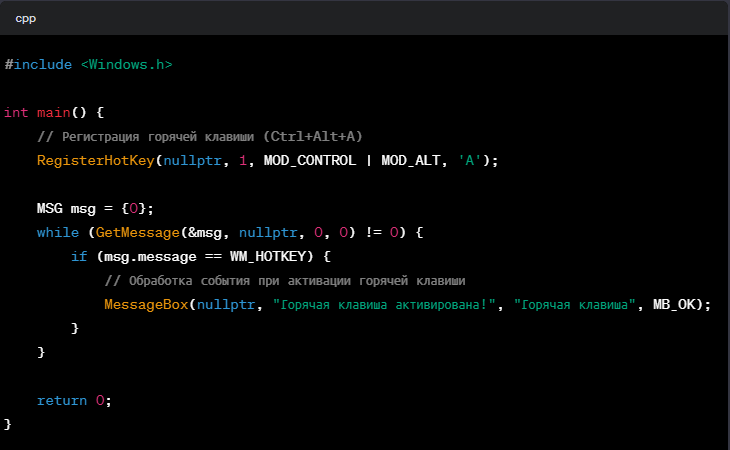 cpp
#include <Windows.h>
int main() {
// Регистрация горячей клавиши (Ctrl+Alt+A)
RegisterHotKey(nullptr, 1, MOD_CONTROL | MOD_ALT, 'A');
MSG msg = {0};
while (GetMessage(&msg, nullptr, 0, 0) != 0) {
if (msg.message == WM_HOTKEY) {
// Обработка события при активации горячей клавиши
MessageBox(nullptr, "Горячая клавиша активирована!", "Горячая клавиша", MB_OK);
}
}
return 0;
}